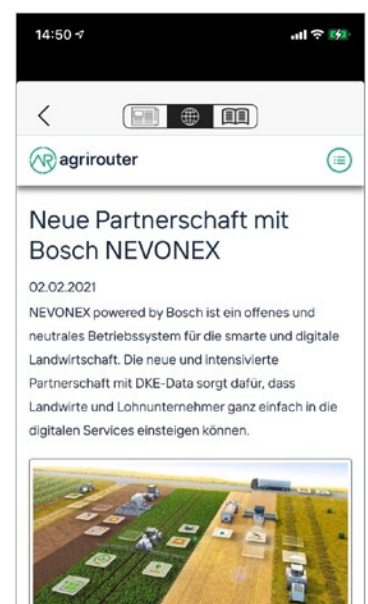 14:50
agrirouter
Neue Partnerschaft mit
Bosch NEVONEX
02.02.2021
NEVONEX powered by Bosch ist ein offenes und
neutrales Betriebssystem für die smarte und digitale
Landwirtschaft. Die neue und intensivierte
Partnerschaft mit DKE-Data sorgt dafür, dass
Landwirte und Lohnunternehmer ganz einfach in die
digitalen Services einsteigen können.